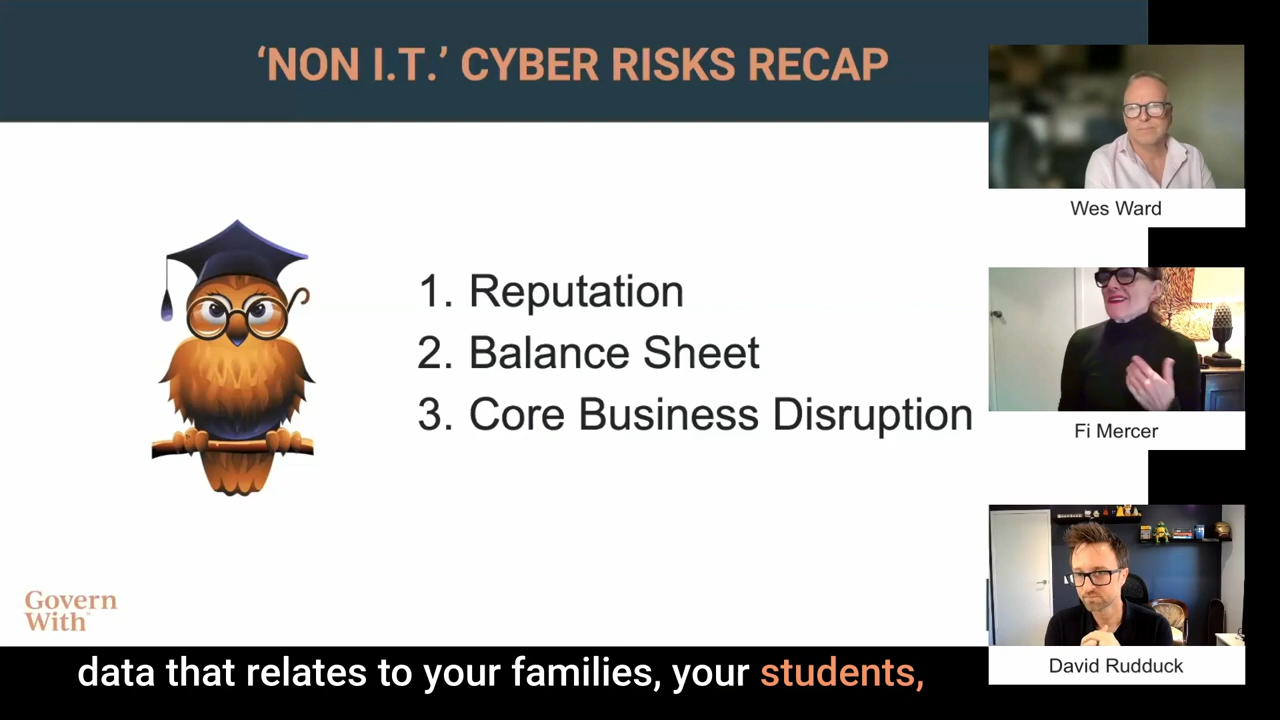 ‘NON I.T.’ CYBER RISKS RECAP
1. Reputation
2. Balance Sheet
3. Core Business Disruption
Wes Ward
Fi Mercer
David Rudduck
Govern
With™
data that relates to your families, your students,